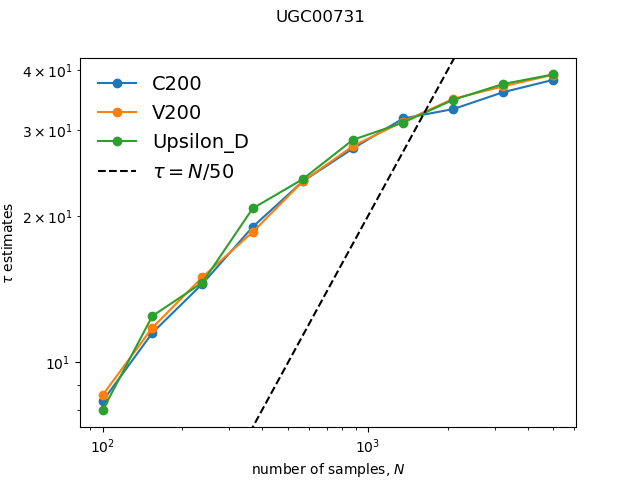 UGC00731
C200
V200
Upsilon_D
τ = N/50
4 × 10¹
3 × 10¹
2 × 10¹
10¹
τ estimates
10² 10³
number of samples, N